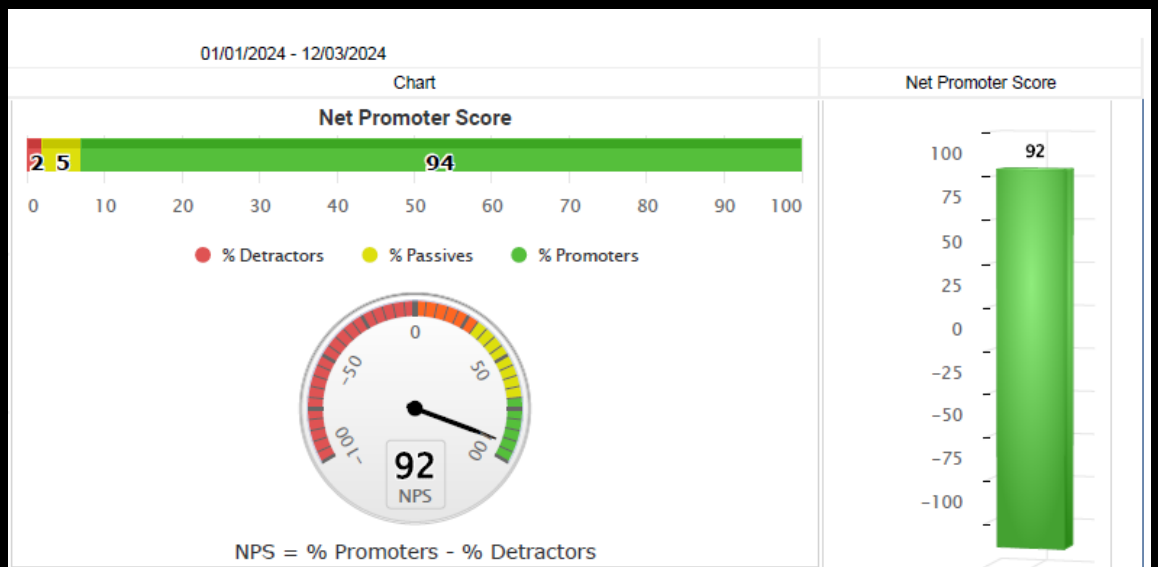 01/01/2024 - 12/03/2024
Chart
Net Promoter Score
Net Promoter Score
2 5 94
0 10 20 30 40 50 60 70 80 90 100
% Detractors % Passives % Promoters
-100 -50 0 50 00
92
NPS
NPS = % Promoters - % Detractors
92
100
75
50
25
0
-25
-50
-75
-100